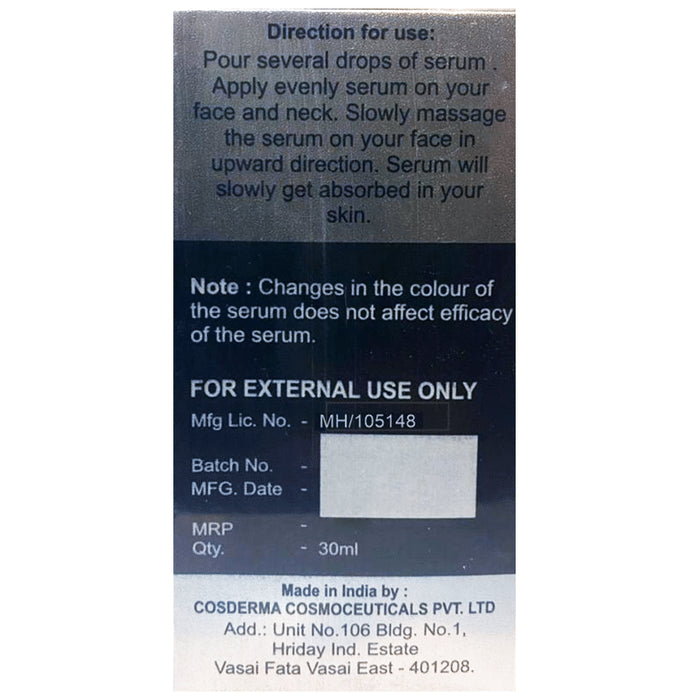 Direction for use:
Pour several drops of serum .
Apply evenly serum on your
face and neck. Slowly massage
the serum on your face in
upward direction. Serum will
slowly get absorbed in your
skin.
Note : Changes in the colour of
the serum does not affect efficacy
of the serum.
FOR EXTERNAL USE ONLY
Mfg Lic. No. - MH/105148
Batch No. -
MFG. Date -
MRP -
Qty. - 30ml
Made in India by :
COSDERMA COSMOCEUTICALS PVT. LTD
Add.: Unit No.106 Bldg. No.1,
Hriday Ind. Estate
Vasai Fata Vasai East - 401208.